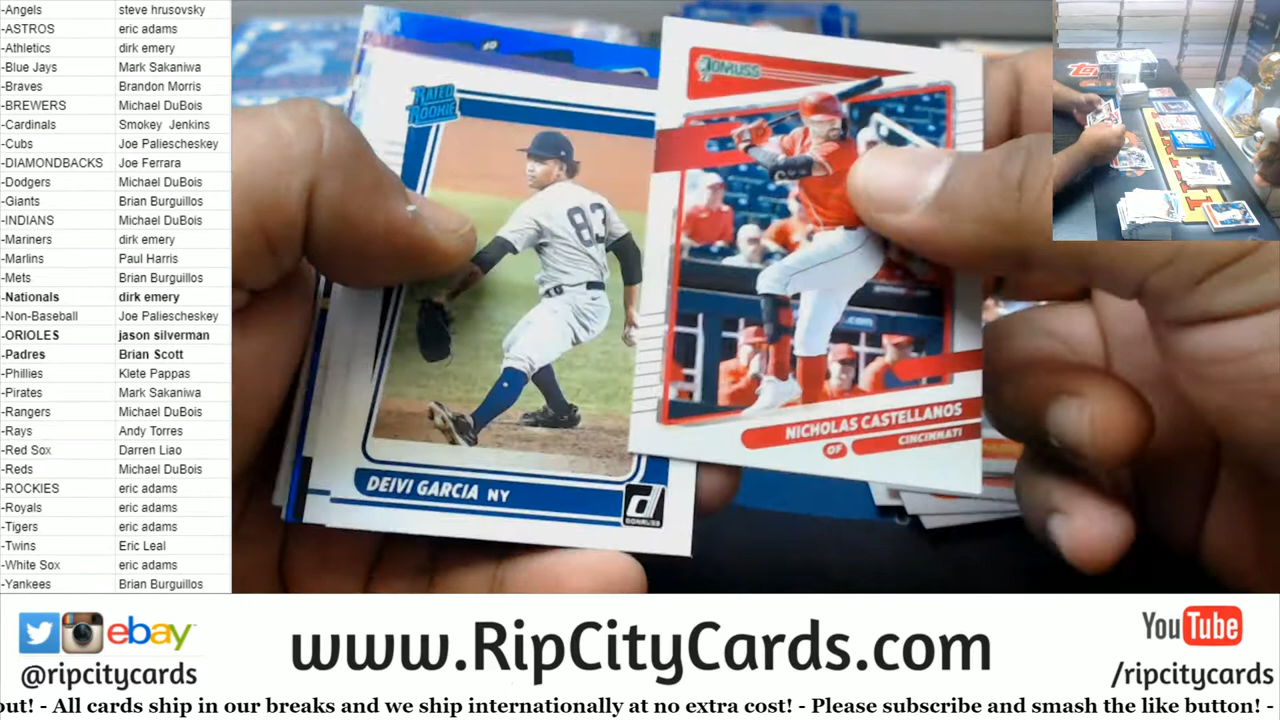 -Angels steve hrusovsky
-ASTROS eric adams
-Athletics dirk emery
-Blue Jays Mark Sakaniwa
-Braves Brandon Morris
-BREWERS Michael DuBois
-Cardinals Smokey Jenkins
-Cubs Joe Paliescheskey
-DIAMONDBACKS Joe Ferrara
-Dodgers Michael DuBois
-Giants Brian Burguillos
-INDIANS Michael DuBois
-Mariners dirk emery
-Marlins Paul Harris
-Mets Brian Burguillos
-Nationals dirk emery
-Non-Baseball Joe Paliescheskey
-ORIOLES jason silverman
-Padres Brian Scott
-Phillies Klete Pappas
-Pirates Mark Sakaniwa
-Rangers Michael DuBois
-Rays Andy Torres
-Red Sox Darren Liao
-Reds Michael DuBois
-ROCKIES eric adams
-Royals eric adams
-Tigers eric adams
-Twins Eric Leal
-White Sox eric adams
-Yankees Brian Burguillos
RATED
ROOKIE
83
DEIVI GARCIA NY
d
DONRUSS
DONRUSS
NICHOLAS CASTELLANOS
OF CINCINNATI
ebay
@ripcitycards
www.RipCityCards.com
YouTube
/ripcitycards
out! - All cards ship in our breaks and we ship internationally at no extra cost! - Please subscribe and smash the like button! -